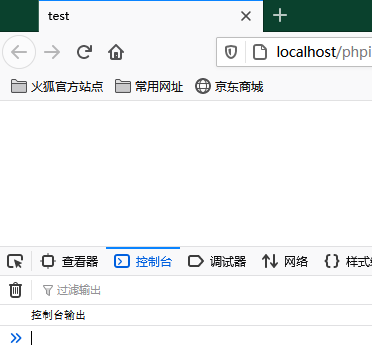 test
localhost/phpi
火狐官方站点 常用网址 京东商城
查看器 控制台 调试器 网络 样式
过滤输出
控制台输出